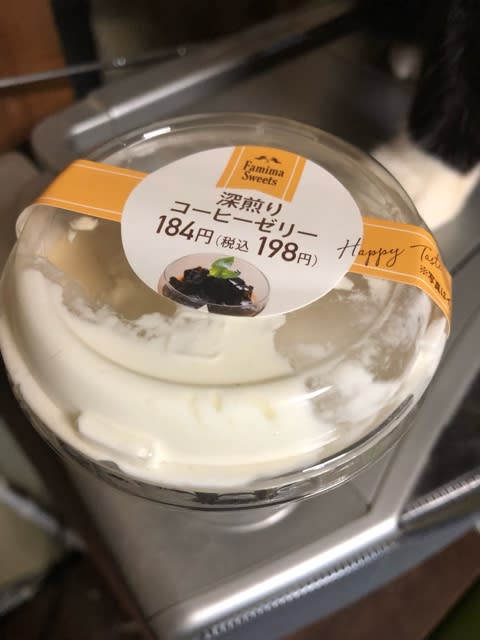 Famima
Sweets
深煎り
コーヒーゼリー
184円(税込 198円)
Happy Taste